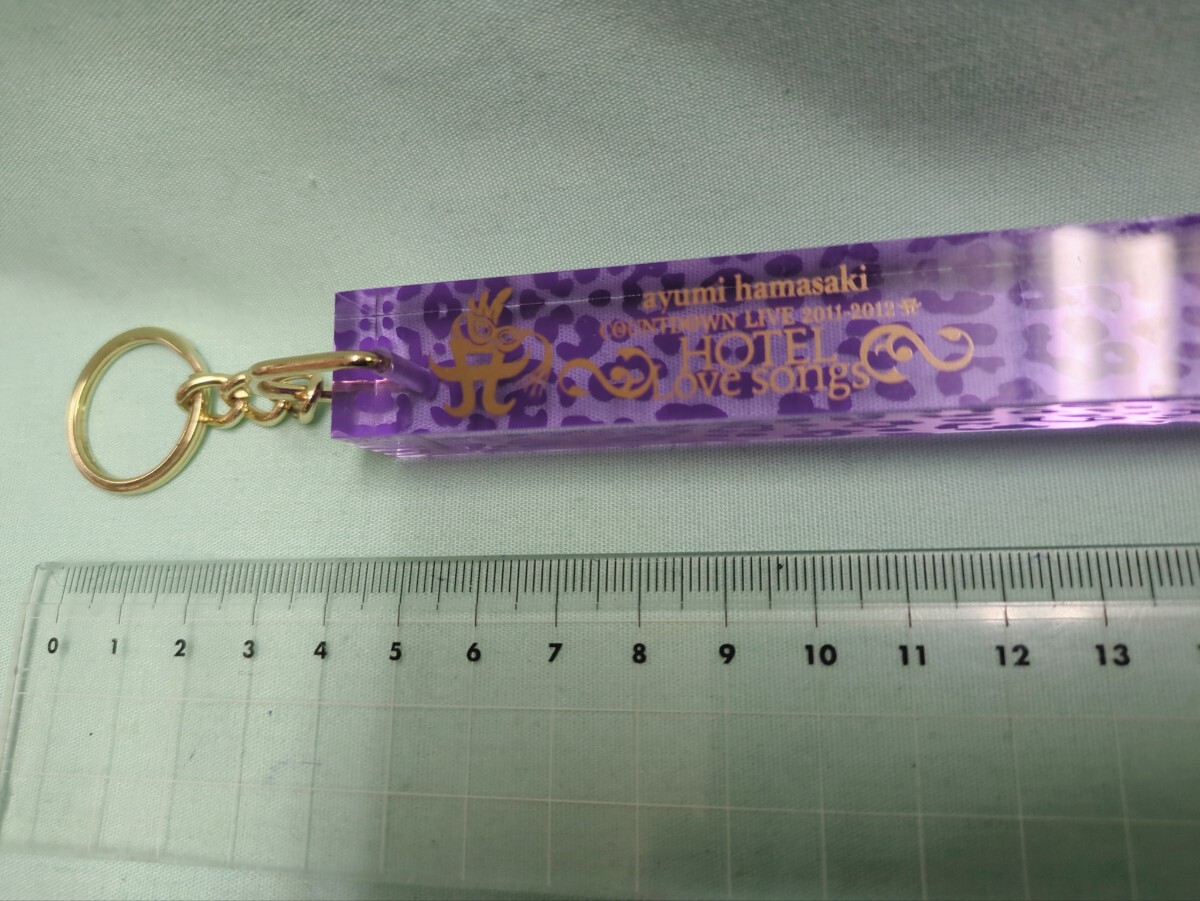 ayumi hamasaki
COUNTDOWN LIVE 2011-2012 A
HOTEL
Love songs
0 1 2 3 4 5 6 7 8 9 10 11 12 13